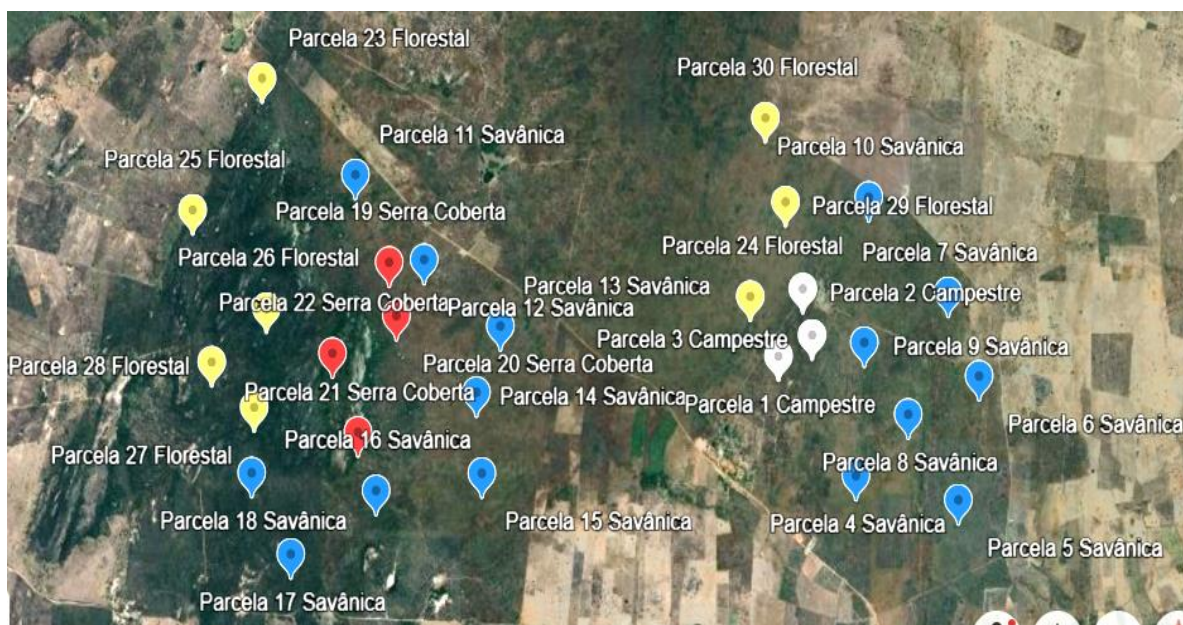 Parcela 23 Florestal
Parcela 30 Florestal
Parcela 11 Savânica
Parcela 10 Savânica
Parcela 25 Florestal
Parcela 19 Serra Coberta
Parcela 29 Florestal
Parcela 24 Florestal
Parcela 7 Savânica
Parcela 26 Florestal
Parcela 13 Savânica
Parcela 2 Campestre
Parcela 22 Serra Coberta
Parcela 12 Savânica
Parcela 3 Campestre
Parcela 9 Savânica
Parcela 28 Florestal
Parcela 20 Serra Coberta
Parcela 21 Serra Coberta
Parcela 14 Savânica
Parcela 1 Campestre
Parcela 6 Savânica
Parcela 16 Savânica
Parcela 27 Florestal
Parcela 8 Savânica
Parcela 18 Savânica
Parcela 15 Savânica
Parcela 4 Savânica
Parcela 5 Savânica
Parcela 17 Savânica